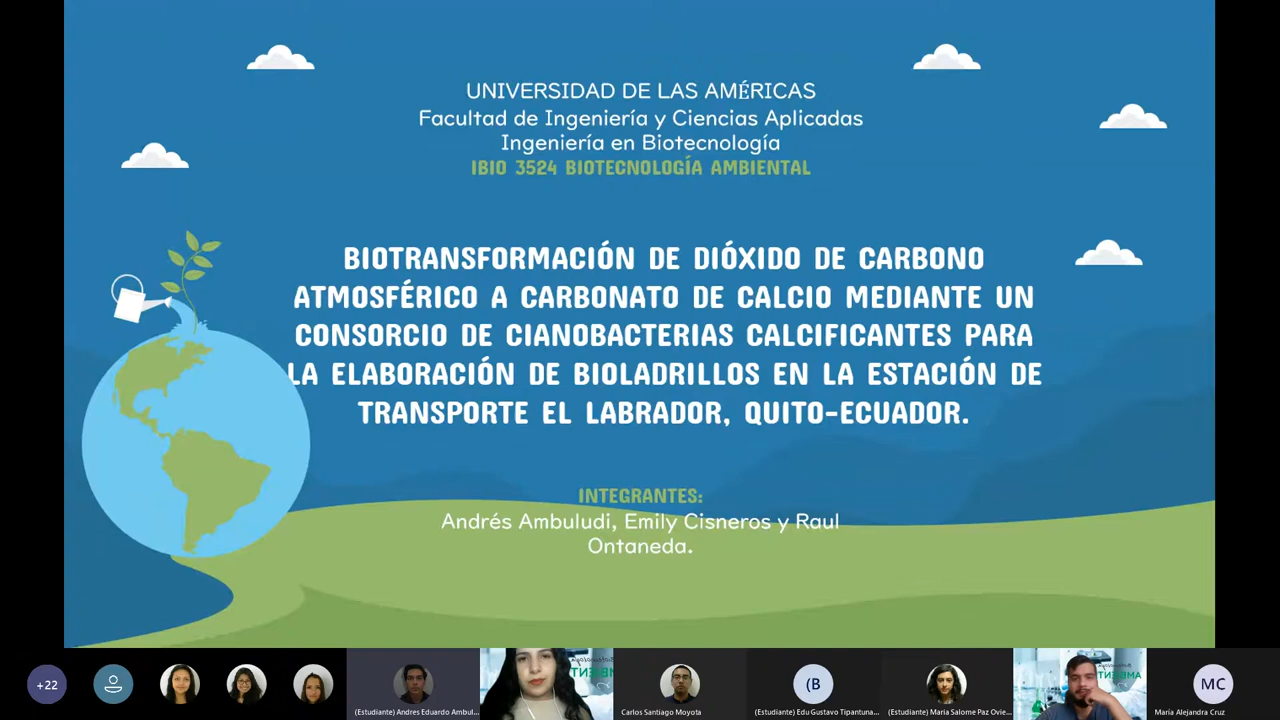 UNIVERSIDAD DE LAS AMÉRICAS
Facultad de Ingeniería y Ciencias Aplicadas
Ingeniería en Biotecnología
IBIO 3524 BIOTECNOLOGÍA AMBIENTAL
BIOTRANSFORMACIÓN DE DIÓXIDO DE CARBONO
ATMOSFÉRICO A CARBONATO DE CALCIO MEDIANTE UN
CONSORCIO DE CIANOBACTERIAS CALCIFICANTES PARA
LA ELABORACIÓN DE BIOLADRILLOS EN LA ESTACIÓN DE
TRANSPORTE EL LABRADOR, QUITO-ECUADOR.
INTEGRANTES:
Andrés Ambuludi, Emily Cisneros y Raul
Ontaneda.
+22
(Estudiante) Andres Eduardo Ambul...
Carlos Santiago Moyota
(B
(Estudiante) Edu Gustavo Tipantuna...
(Estudiante) Maria Salome Paz Ovie...
MC
María Alejandra Cruz